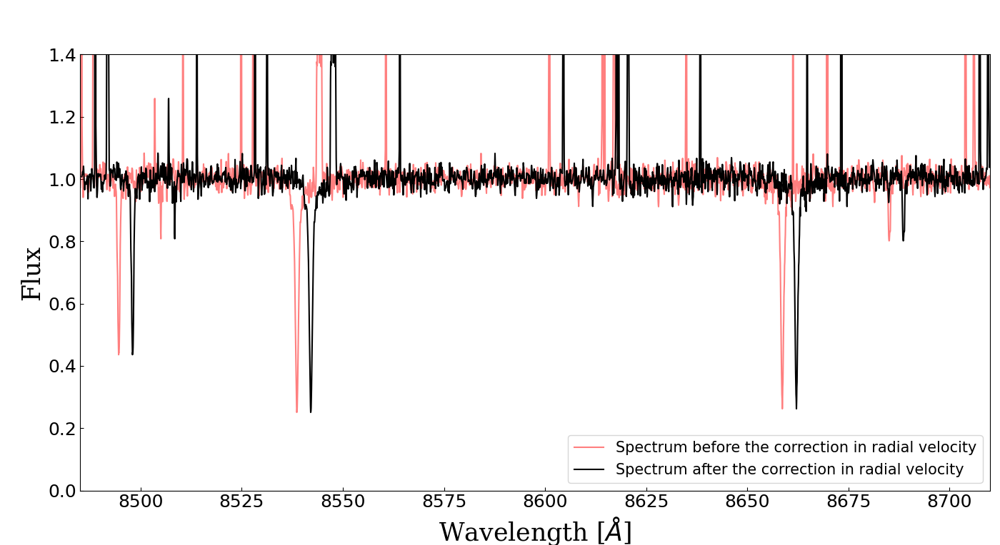 1.4
1.2
1.0
0.8
0.6
0.4
0.2
0.0
Flux
Spectrum before the correction in radial velocity
Spectrum after the correction in radial velocity
8500 8525 8550 8575 8600 8625 8650 8675 8700
Wavelength [Å]